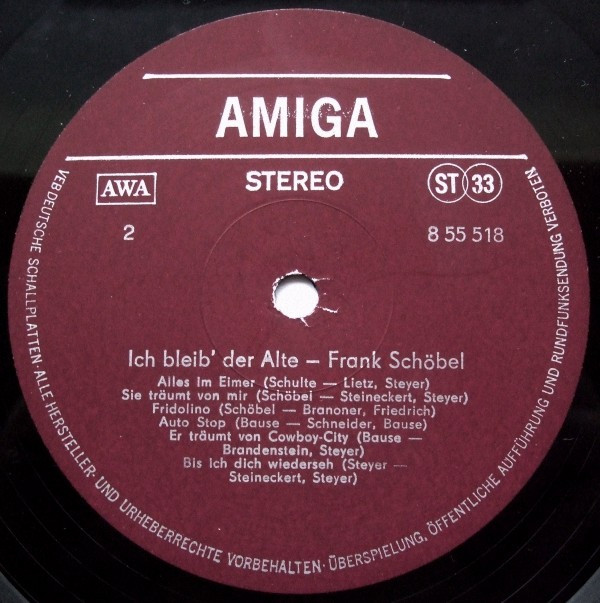 AMIGA
AWA
STEREO
ST 33
2
8 55 518
Ich bleib' der Alte – Frank Schöbel
Alles im Eimer (Schulte – Lietz, Steyer)
Sie träumt von mir (Schöbel – Steineckert, Steyer)
Fridolino (Schöbel – Branoner, Friedrich)
Auto Stop (Bause – Schneider, Bause)
Er träumt von Cowboy-City (Bause –
Brandenstein, Steyer)
Bis ich dich wiederseh (Steyer –
Steineckert, Steyer)
VEB DEUTSCHE SCHALLPLATTEN · ALLE HERSTELLER- UND URHEBERRECHTE VORBEHALTEN · ÜBERSPIELUNG, ÖFFENTLICHE AUFFÜHRUNG UND RUNDFUNKSENDUNG VERBOTEN